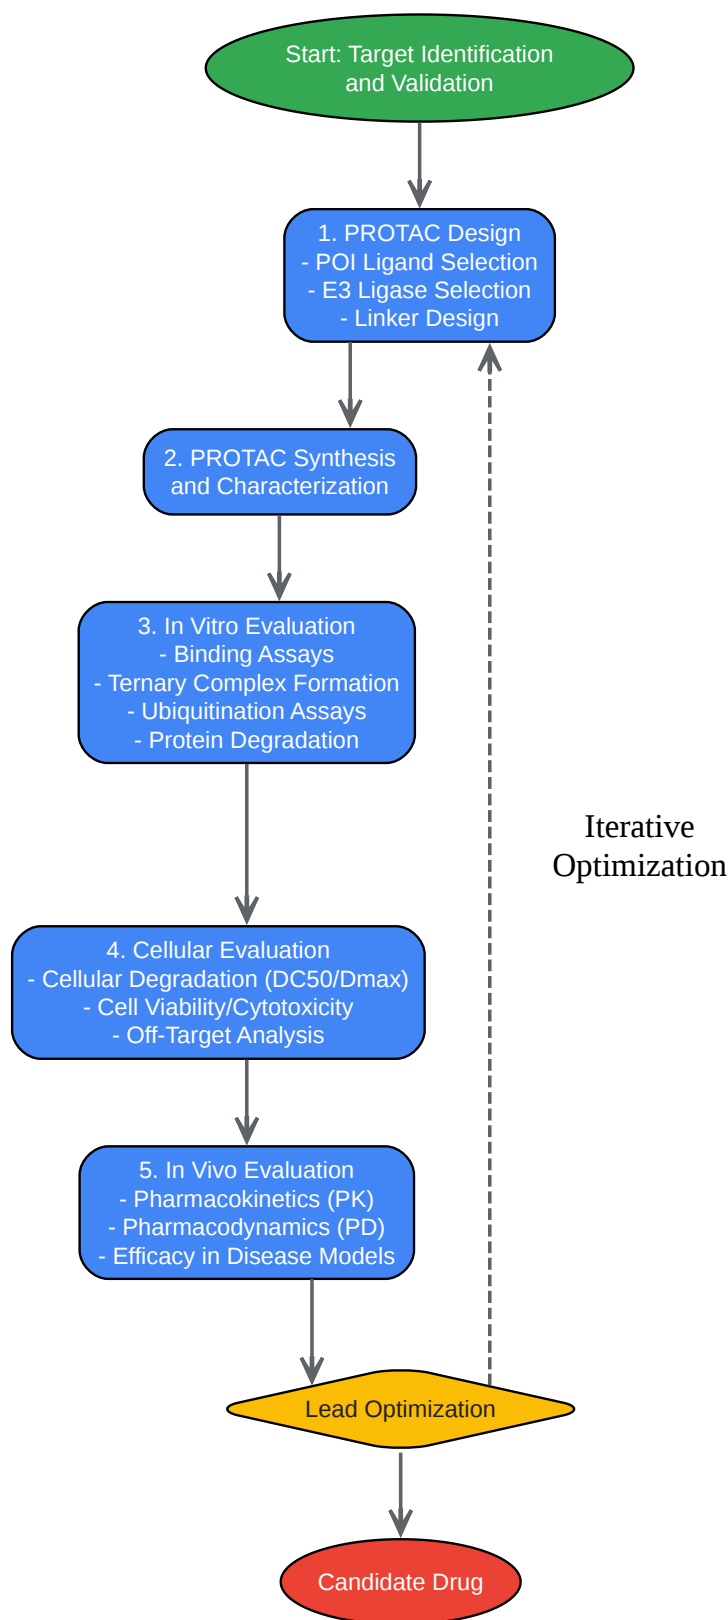 Start: Target Identification
and Validation
1. PROTAC Design
- POI Ligand Selection
- E3 Ligase Selection
- Linker Design
2. PROTAC Synthesis
and Characterization
3. In Vitro Evaluation
- Binding Assays
- Ternary Complex Formation
- Ubiquitination Assays
- Protein Degradation
Iterative
Optimization
4. Cellular Evaluation
- Cellular Degradation (DC50/Dmax)
- Cell Viability/Cytotoxicity
- Off-Target Analysis
5. In Vivo Evaluation
- Pharmacokinetics (PK)
- Pharmacodynamics (PD)
- Efficacy in Disease Models
Lead Optimization
Candidate Drug